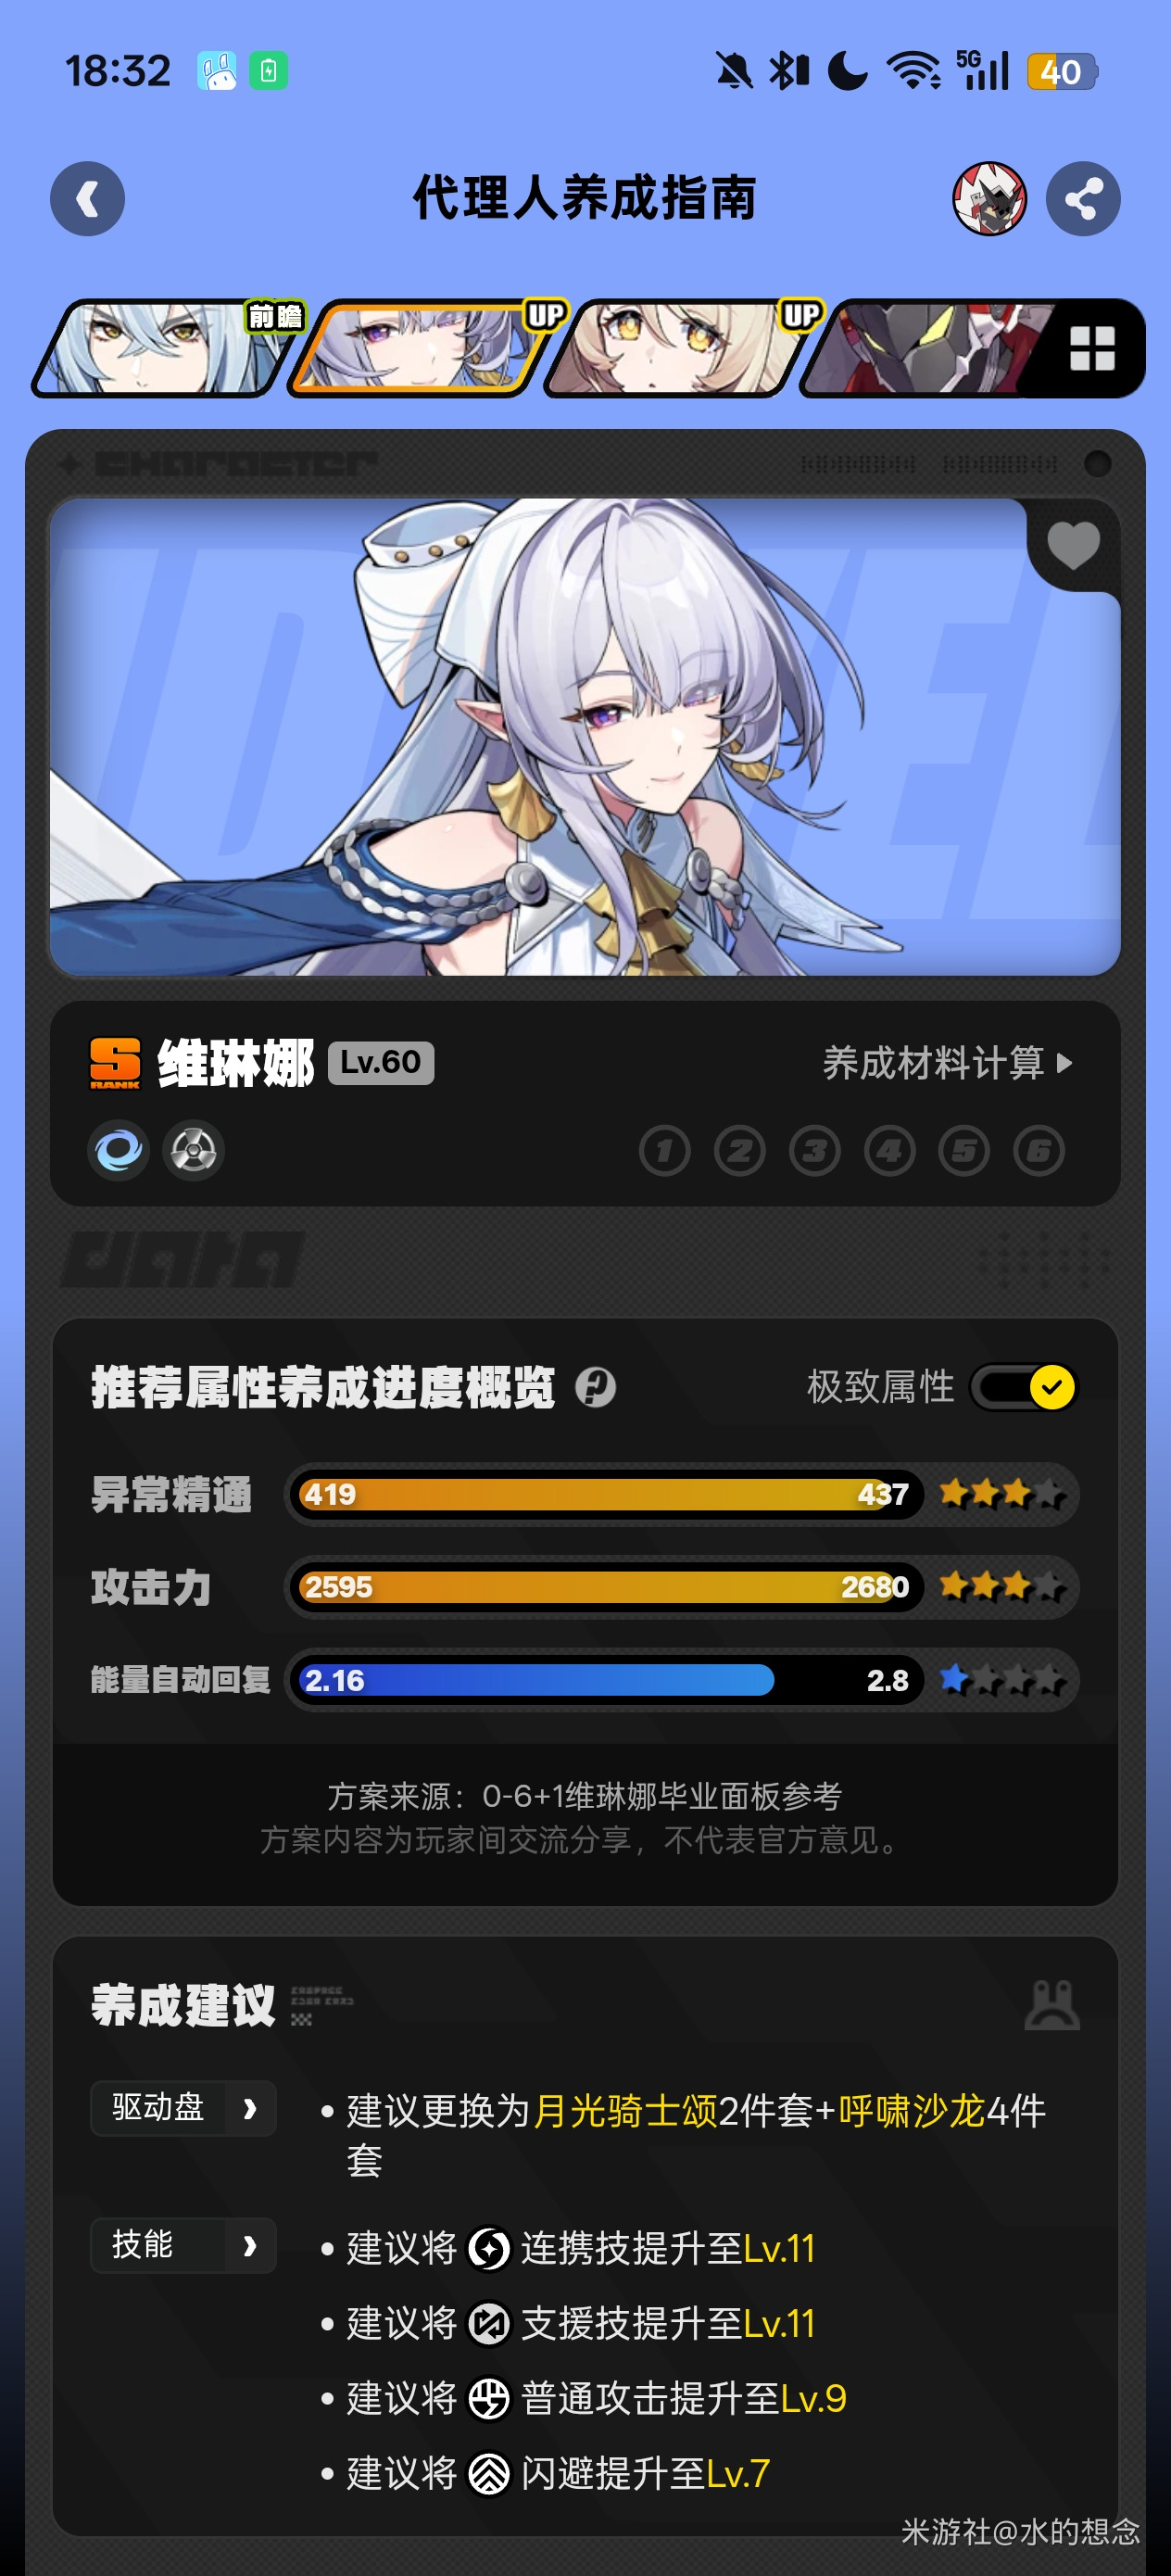 18:32
5G
40
代理人养成指南
前瞻
UP
UP
CHARACTER
S
RANK
维琳娜
Lv.60
养成材料计算
1 2 3 4 5 6
data
推荐属性养成进度概览
极致属性
异常精通
419
437
攻击力
2595
2680
能量自动回复
2.16
2.8
方案来源：0-6+1维琳娜毕业面板参考
方案内容为玩家间交流分享，不代表官方意见。
养成建议
驱动盘
建议更换为月光骑士颂2件套+呼啸沙龙4件
套
技能
建议将连携技提升至Lv.11
建议将支援技提升至Lv.11
建议将普通攻击提升至Lv.9
建议将闪避提升至Lv.7
米游社@水的想念